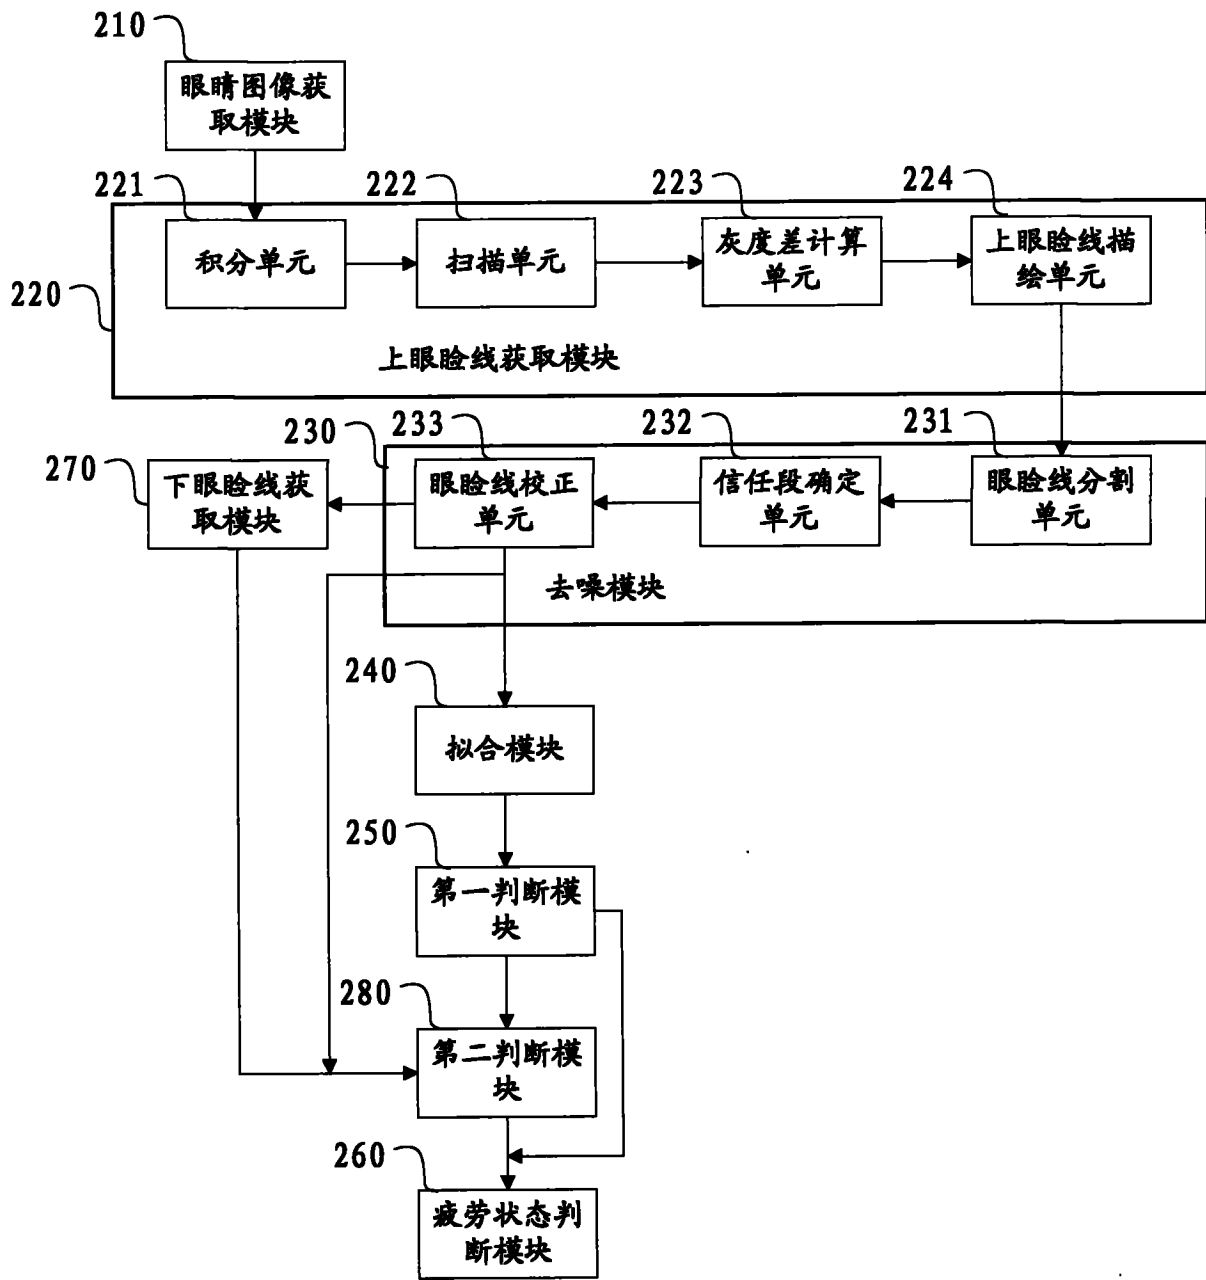 210
眼睛图像获
取模块
221
222
223
224
积分单元
扫描单元
灰度差计算
单元
上眼睑线描
绘单元
220
上眼睑线获取模块
230
233
232
231
270
下眼睑线获
取模块
眼睑线校正
单元
信任段确定
单元
眼睑线分割
单元
去噪模块
240
拟合模块
250
第一判断模
块
280
第二判断模
块
260
疲劳状态判
断模块